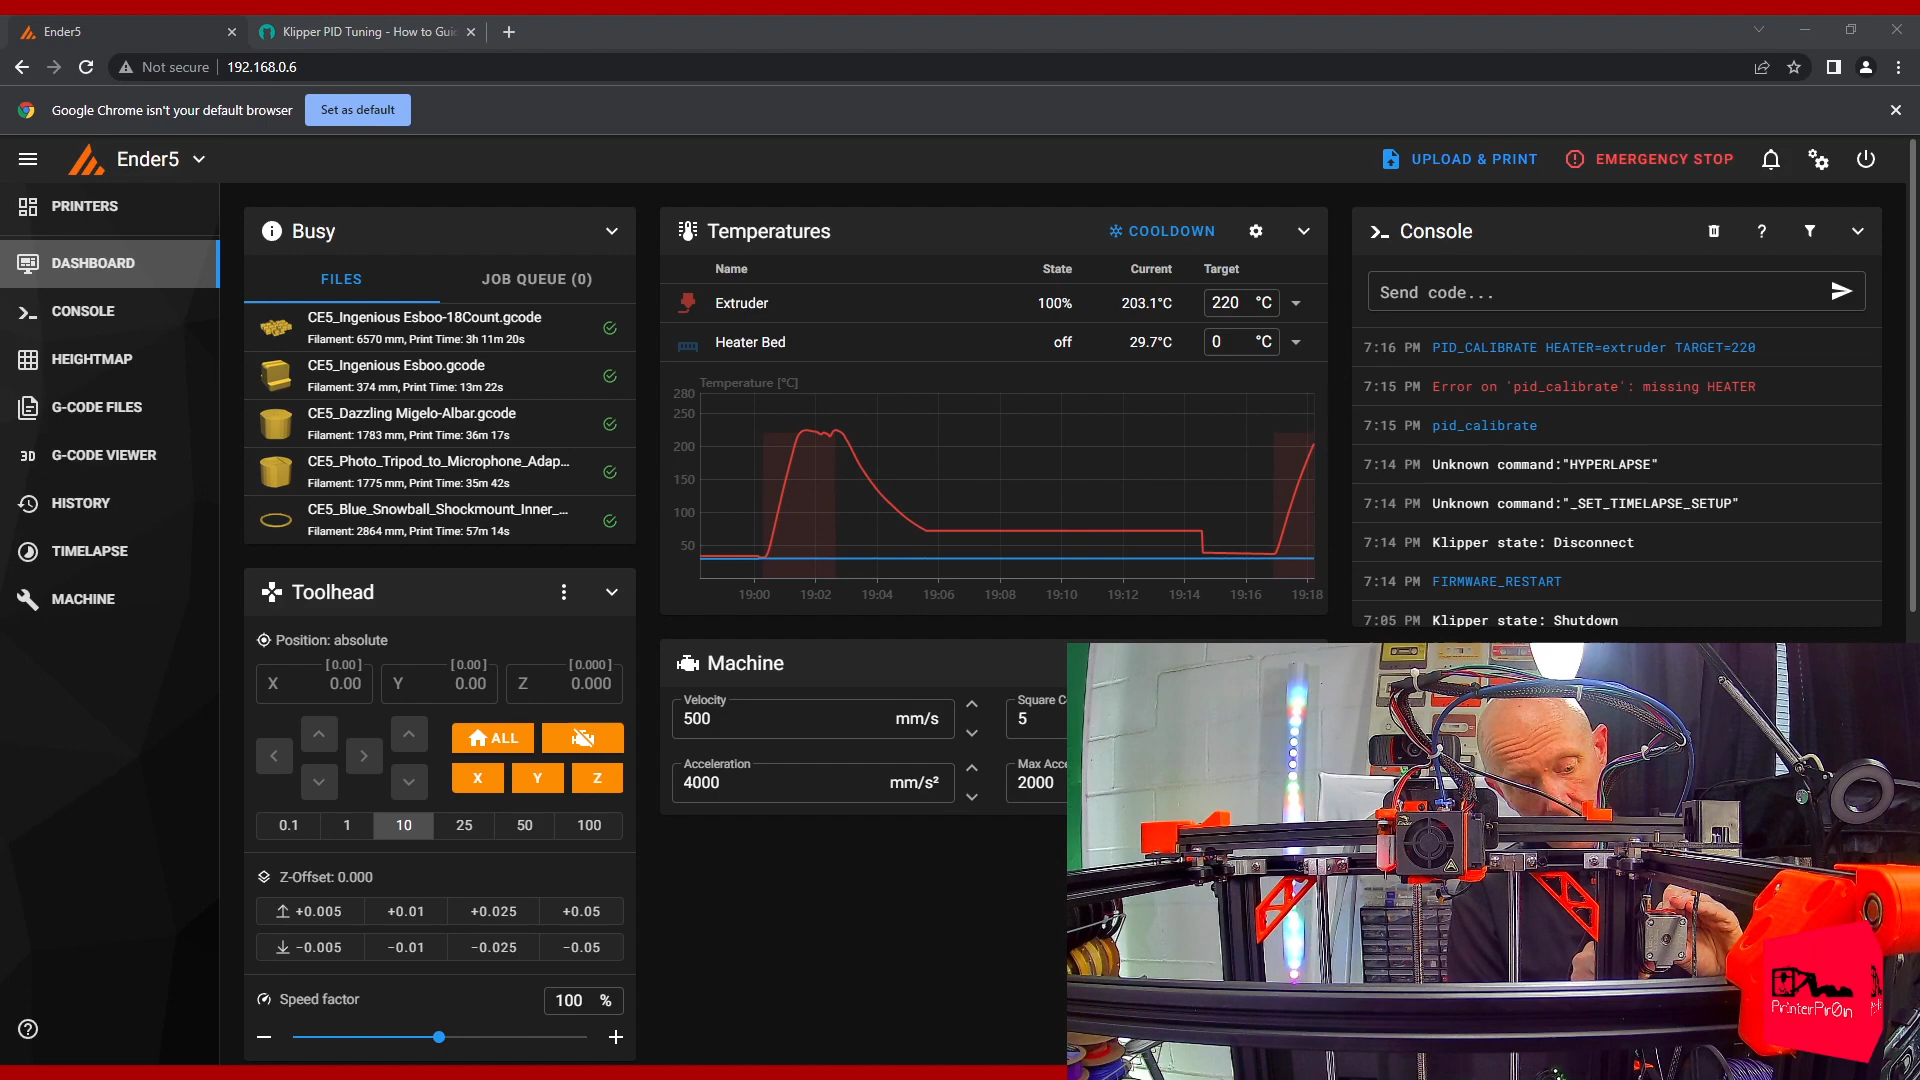 Ender5
Klipper PID Tuning - How to Guid
Not secure
192.168.0.6
Google Chrome isn't your default browser
Set as default
Ender5
UPLOAD & PRINT
EMERGENCY STOP
PRINTERS
DASHBOARD
CONSOLE
HEIGHTMAP
G-CODE FILES
3D G-CODE VIEWER
HISTORY
TIMELAPSE
MACHINE
Busy
FILES
JOB QUEUE (0)
CE5_Ingenious Esboo-18Count.gcode
Filament: 6570 mm, Print Time: 3h 11m 20s
CE5_Ingenious Esboo.gcode
Filament: 374 mm, Print Time: 13m 22s
CE5_Dazzling Migelo-Albar.gcode
Filament: 1783 mm, Print Time: 36m 17s
CE5_Photo_Tripod_to_Microphone_Adap...
Filament: 1775 mm, Print Time: 35m 42s
CE5_Blue_Snowball_Shockmount_Inner_...
Filament: 2864 mm, Print Time: 57m 14s
Toolhead
Position: absolute
[0.00] [0.00] [0.000]
X 0.00 Y 0.00 Z 0.000
ALL
X Y Z
0.1 1 10 25 50 100
Z-Offset: 0.000
+0.005 +0.01 +0.025 +0.05
−0.005 −0.01 −0.025 −0.05
Speed factor
100 %
Temperatures
COOLDOWN
Name State Current Target
Extruder 100% 203.1°C 220 °C
Heater Bed off 29.7°C 0 °C
Temperature [°C]
280
250
200
150
100
50
19:00 19:02 19:04 19:06 19:08 19:10 19:12 19:14 19:16 19:18
Machine
Velocity
500 mm/s
Square C
5
Acceleration
4000 mm/s²
Max Acce
2000
Console
Send code...
7:16 PM PID_CALIBRATE HEATER=extruder TARGET=220
7:15 PM Error on 'pid_calibrate': missing HEATER
7:15 PM pid_calibrate
7:14 PM Unknown command:"HYPERLAPSE"
7:14 PM Unknown command:"_SET_TIMELAPSE_SETUP"
7:14 PM Klipper state: Disconnect
7:14 PM FIRMWARE_RESTART
7:05 PM Klipper state: Shutdown
PrinterPr0n